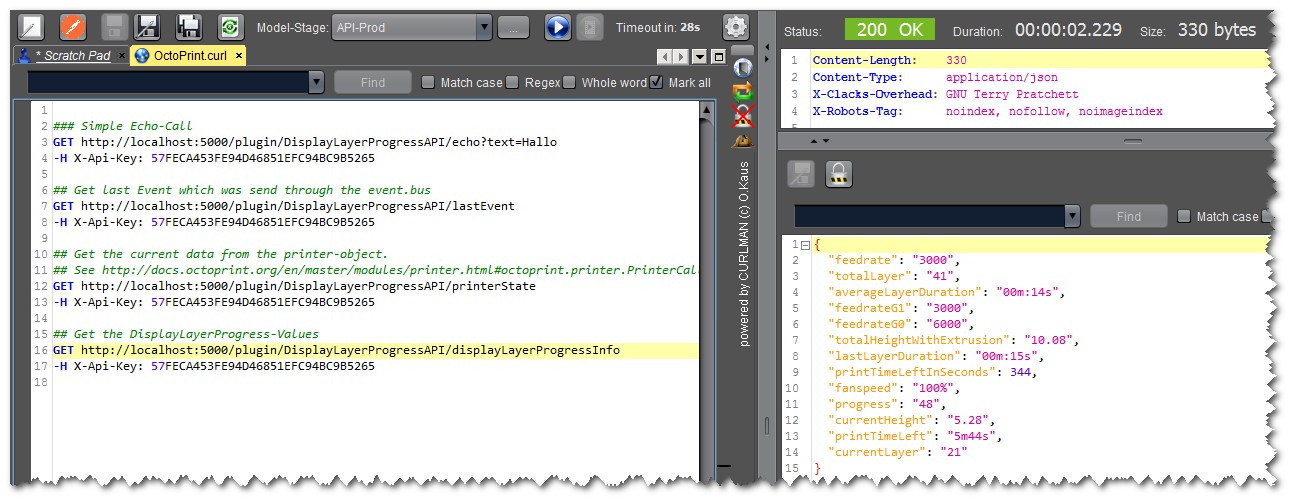 Model-Stage: API-Prod ... Timeout in: 28s
* Scratch Pad × OctoPrint.curl ×
Find Match case Regex Whole word Mark all
1
2 ### Simple Echo-Call
3 GET http://localhost:5000/plugin/DisplayLayerProgressAPI/echo?text=Hallo
4 -H X-Api-Key: 57FECA453FE94D46851EFC94BC9B5265
5
6 ## Get last Event which was send through the event.bus
7 GET http://localhost:5000/plugin/DisplayLayerProgressAPI/lastEvent
8 -H X-Api-Key: 57FECA453FE94D46851EFC94BC9B5265
9
10 ## Get the current data from the printer-object.
11 ## See http://docs.octoprint.org/en/master/modules/printer.html#octoprint.printer.PrinterCal
12 GET http://localhost:5000/plugin/DisplayLayerProgressAPI/printerState
13 -H X-Api-Key: 57FECA453FE94D46851EFC94BC9B5265
14
15 ## Get the DisplayLayerProgress-Values
16 GET http://localhost:5000/plugin/DisplayLayerProgressAPI/displayLayerProgressInfo
17 -H X-Api-Key: 57FECA453FE94D46851EFC94BC9B5265
18
powered by CURLMAN (c) O.Kaus
Status: 200 OK Duration: 00:00:02.229 Size: 330 bytes
1 Content-Length: 330
2 Content-Type: application/json
3 X-Clacks-Overhead: GNU Terry Pratchett
4 X-Robots-Tag: noindex, nofollow, noimageindex
5
Find Match case
1 {
2 "feedrate": "3000",
3 "totalLayer": "41",
4 "averageLayerDuration": "00m:14s",
5 "feedrateG1": "3000",
6 "feedrateG0": "6000",
7 "totalHeightWithExtrusion": "10.08",
8 "lastLayerDuration": "00m:15s",
9 "printTimeLeftInSeconds": 344,
10 "fanspeed": "100%",
11 "progress": "48",
12 "currentHeight": "5.28",
13 "printTimeLeft": "5m44s",
14 "currentLayer": "21"
15 }